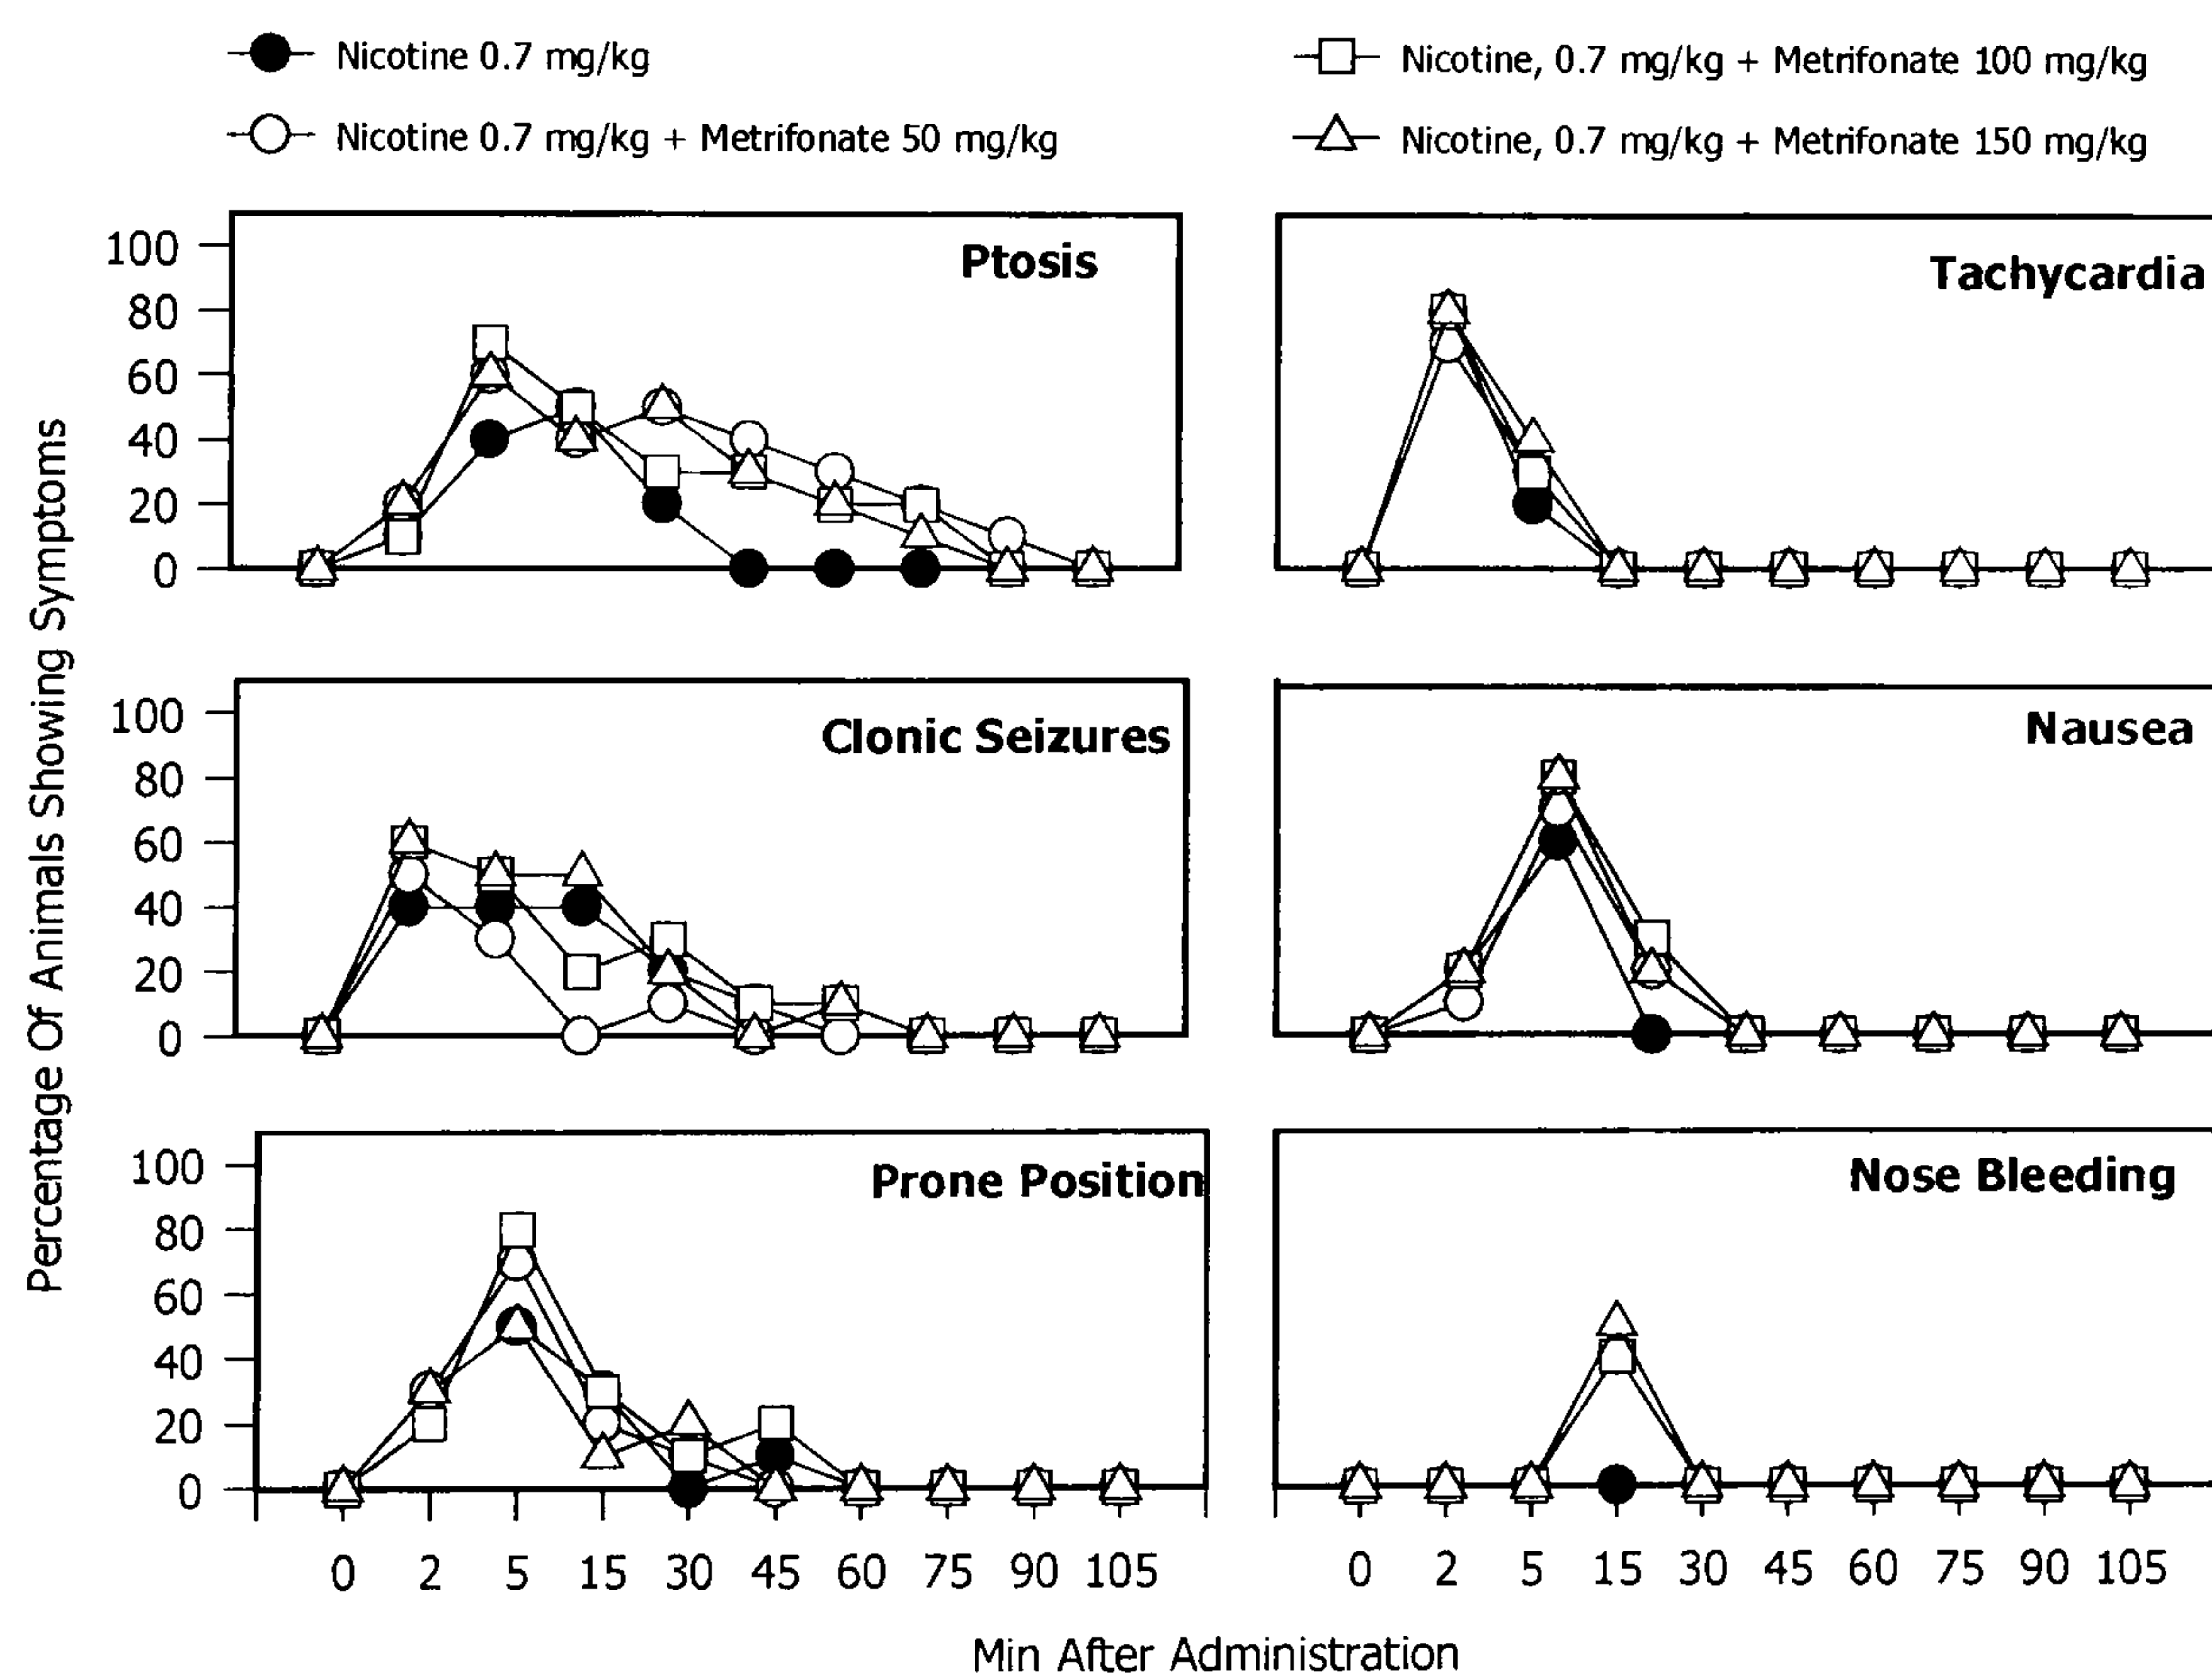 Nicotine 0.7 mg/kg
Nicotine 0.7 mg/kg + Metrifonate 50 mg/kg
Nicotine, 0.7 mg/kg + Metrifonate 100 mg/kg
Nicotine, 0.7 mg/kg + Metrifonate 150 mg/kg
Percentage Of Animals Showing Symptoms
Ptosis
100
80
60
40
20
0
Tachycardia
Clonic Seizures
100
80
60
40
20
0
Nausea
Prone Position
100
80
60
40
20
0
0 2 5 15 30 45 60 75 90 105
Nose Bleeding
0 2 5 15 30 45 60 75 90 105
Min After Administration